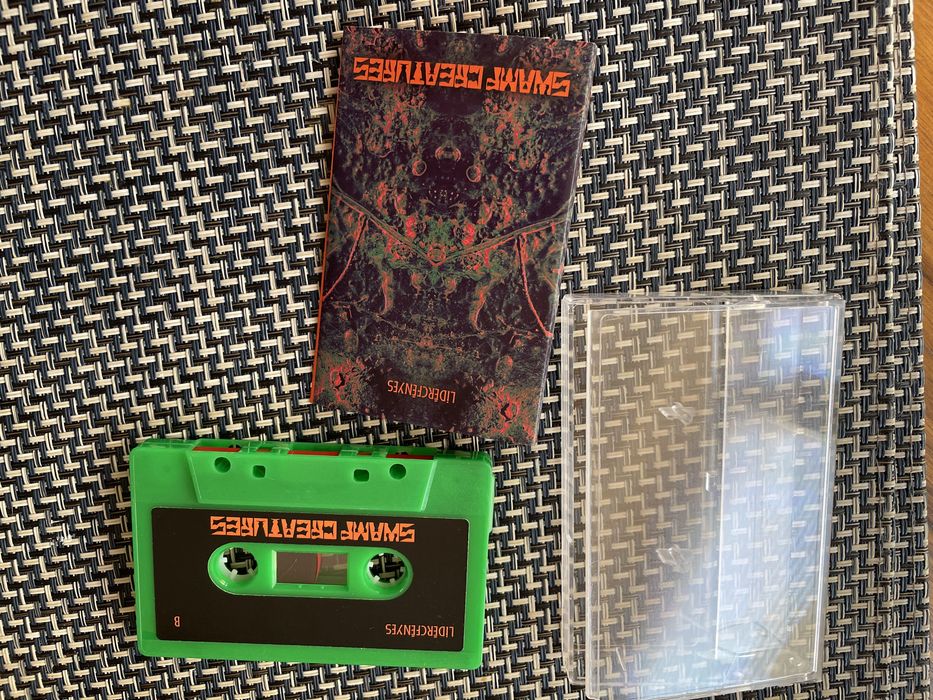 LIDÉRCFÉNYES B
SWAMP CREATURES
LIDÉRCFÉNYES
SWAMP CREATURES